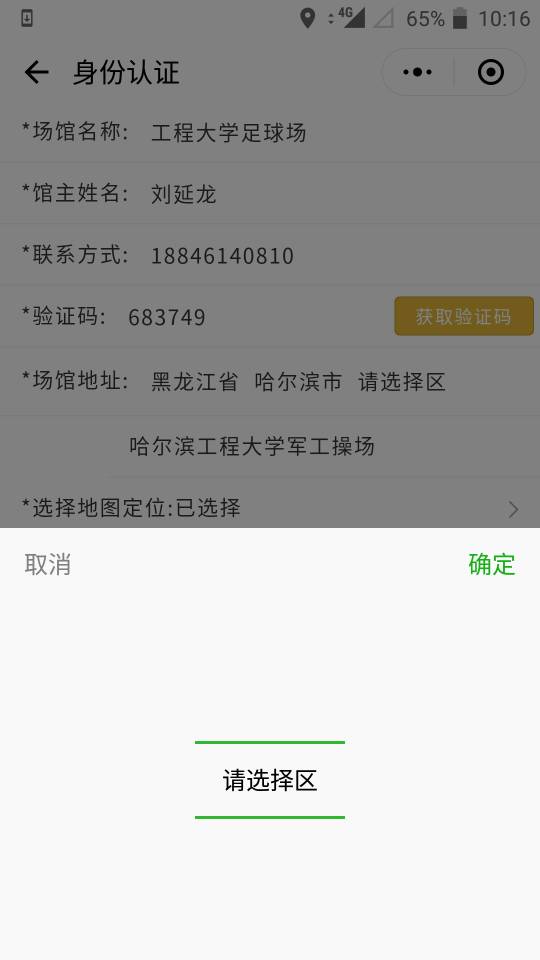 4G 65% 10:16
身份认证
*场馆名称: 工程大学足球场
*馆主姓名: 刘延龙
*联系方式: 18846140810
*验证码: 683749 获取验证码
*场馆地址: 黑龙江省 哈尔滨市 请选择区
哈尔滨工程大学军工操场
*选择地图定位:已选择
取消 确定
请选择区